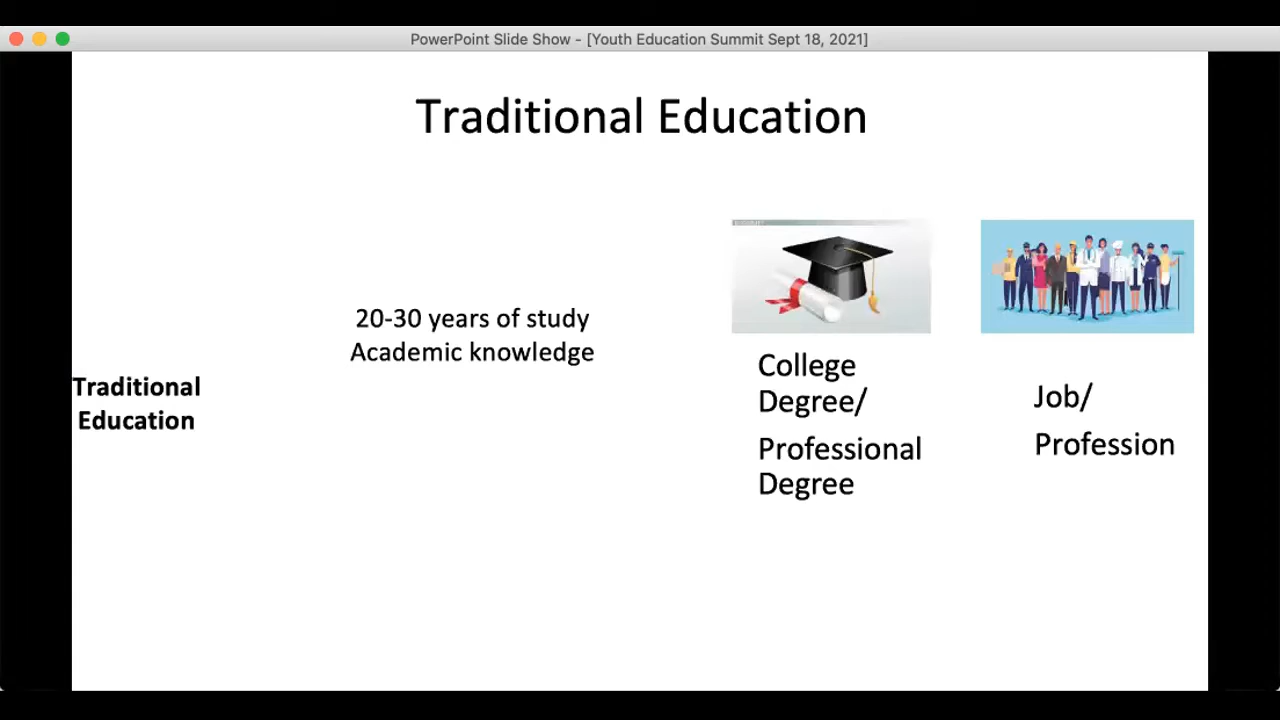 PowerPoint Slide Show - [Youth Education Summit Sept 18, 2021]
Traditional Education
Traditional
Education
20-30 years of study
Academic knowledge
College
Degree/
Professional
Degree
Job/
Profession